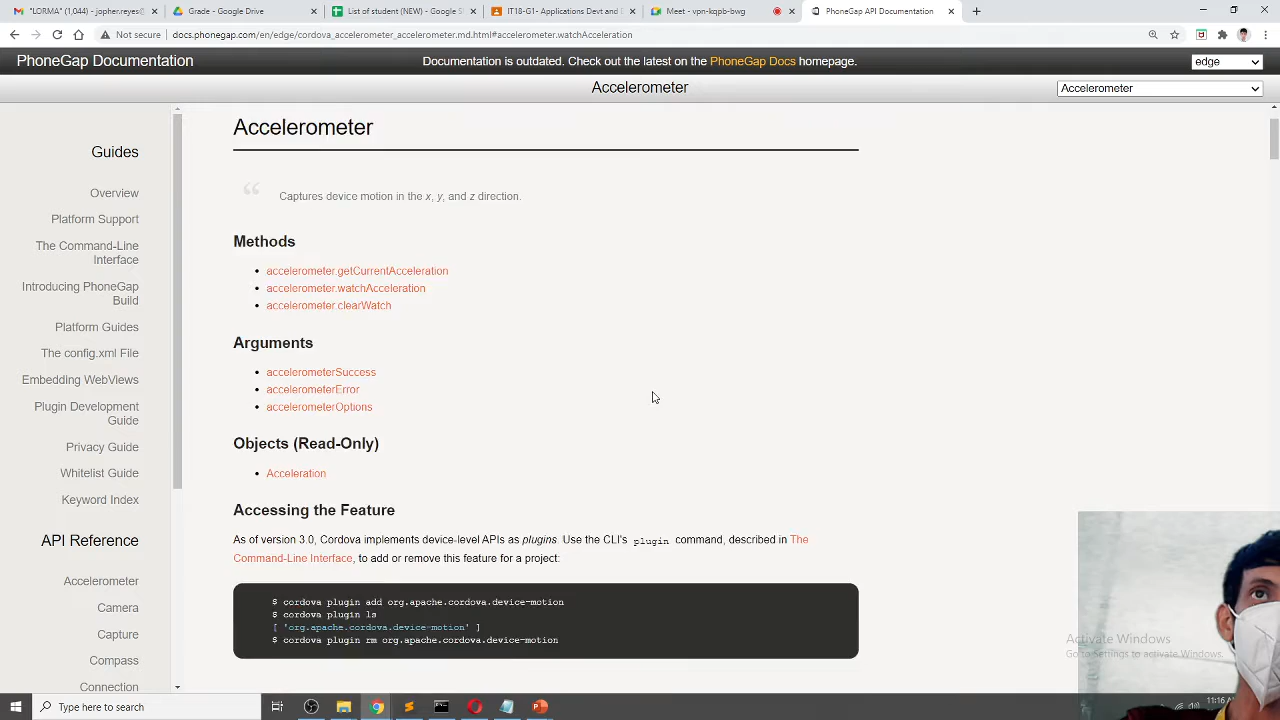 "LORMA" (1,044) - jopher.reyes@
Grade - Google Drive
List of student (NEW) - Google S
IT18-G1- Applications Devt and E
Meet - vpn-kqpb-bwg
PhoneGap API Documentation
Not secure
docs.phonegap.com/en/edge/cordova_accelerometer_accelerometer.md.html#accelerometer.watchAcceleration
PhoneGap Documentation
Documentation is outdated. Check out the latest on the PhoneGap Docs homepage.
edge
Accelerometer
Accelerometer
Guides
Overview
Platform Support
The Command-Line
Interface
Introducing PhoneGap
Build
Platform Guides
The config.xml File
Embedding WebViews
Plugin Development
Guide
Privacy Guide
Whitelist Guide
Keyword Index
API Reference
Accelerometer
Camera
Capture
Compass
Connection
Accelerometer
Captures device motion in the x, y, and z direction.
Methods
accelerometer.getCurrentAcceleration
accelerometer.watchAcceleration
accelerometer.clearWatch
Arguments
accelerometerSuccess
accelerometerError
accelerometerOptions
Objects (Read-Only)
Acceleration
Accessing the Feature
As of version 3.0, Cordova implements device-level APIs as plugins. Use the CLI's plugin command, described in The
Command-Line Interface, to add or remove this feature for a project:
$ cordova plugin add org.apache.cordova.device-motion
$ cordova plugin ls
[ 'org.apache.cordova.device-motion' ]
$ cordova plugin rm org.apache.cordova.device-motion
Activate Windows
Go to Settings to activate Windows.
Type here to search